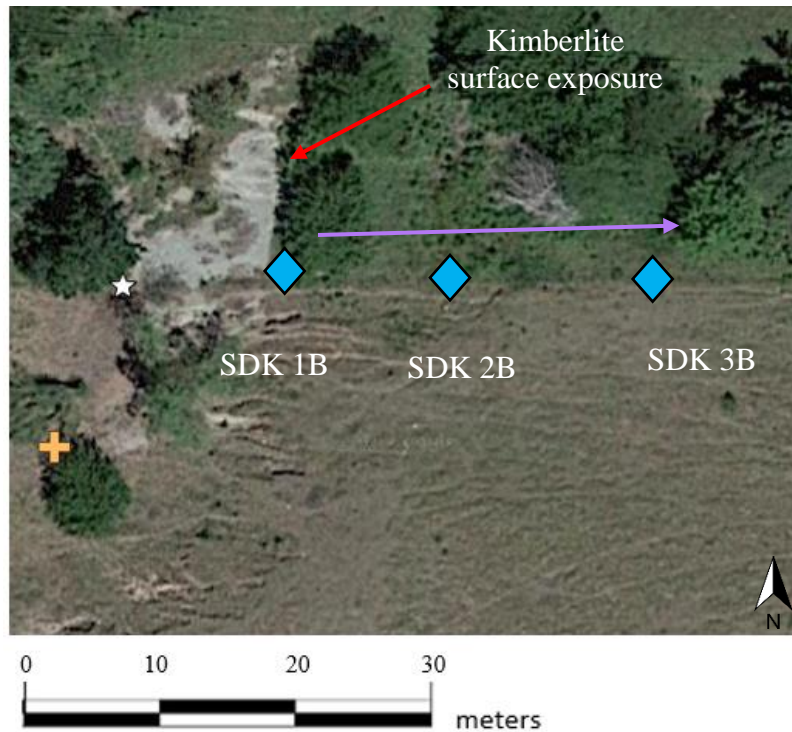 Kimberlite
surface exposure
SDK 1B
SDK 2B
SDK 3B
N
0 10 20 30
meters